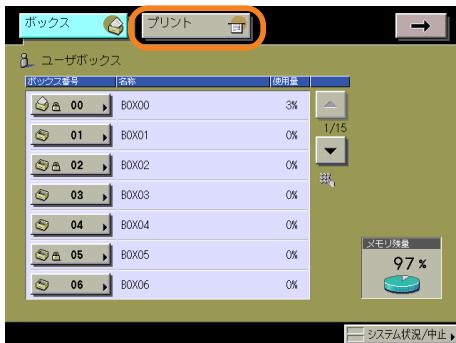 ボックス
プリント
ユーザボックス
ボックス番号 名称 使用量
00 BOX00 3%
01 BOX01 0%
02 BOX02 0%
03 BOX03 0%
04 BOX04 0%
05 BOX05 0%
06 BOX06 0%
1/15
メモリ残量
97%
システム状況/中止